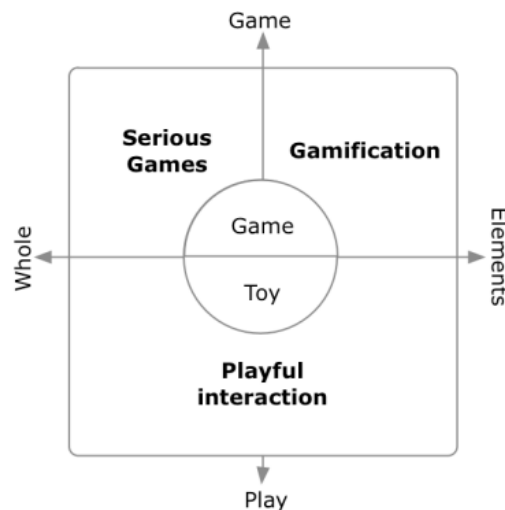 Game
Serious
Games
Gamification
Game
Whole
Elements
Toy
Playful
interaction
Play